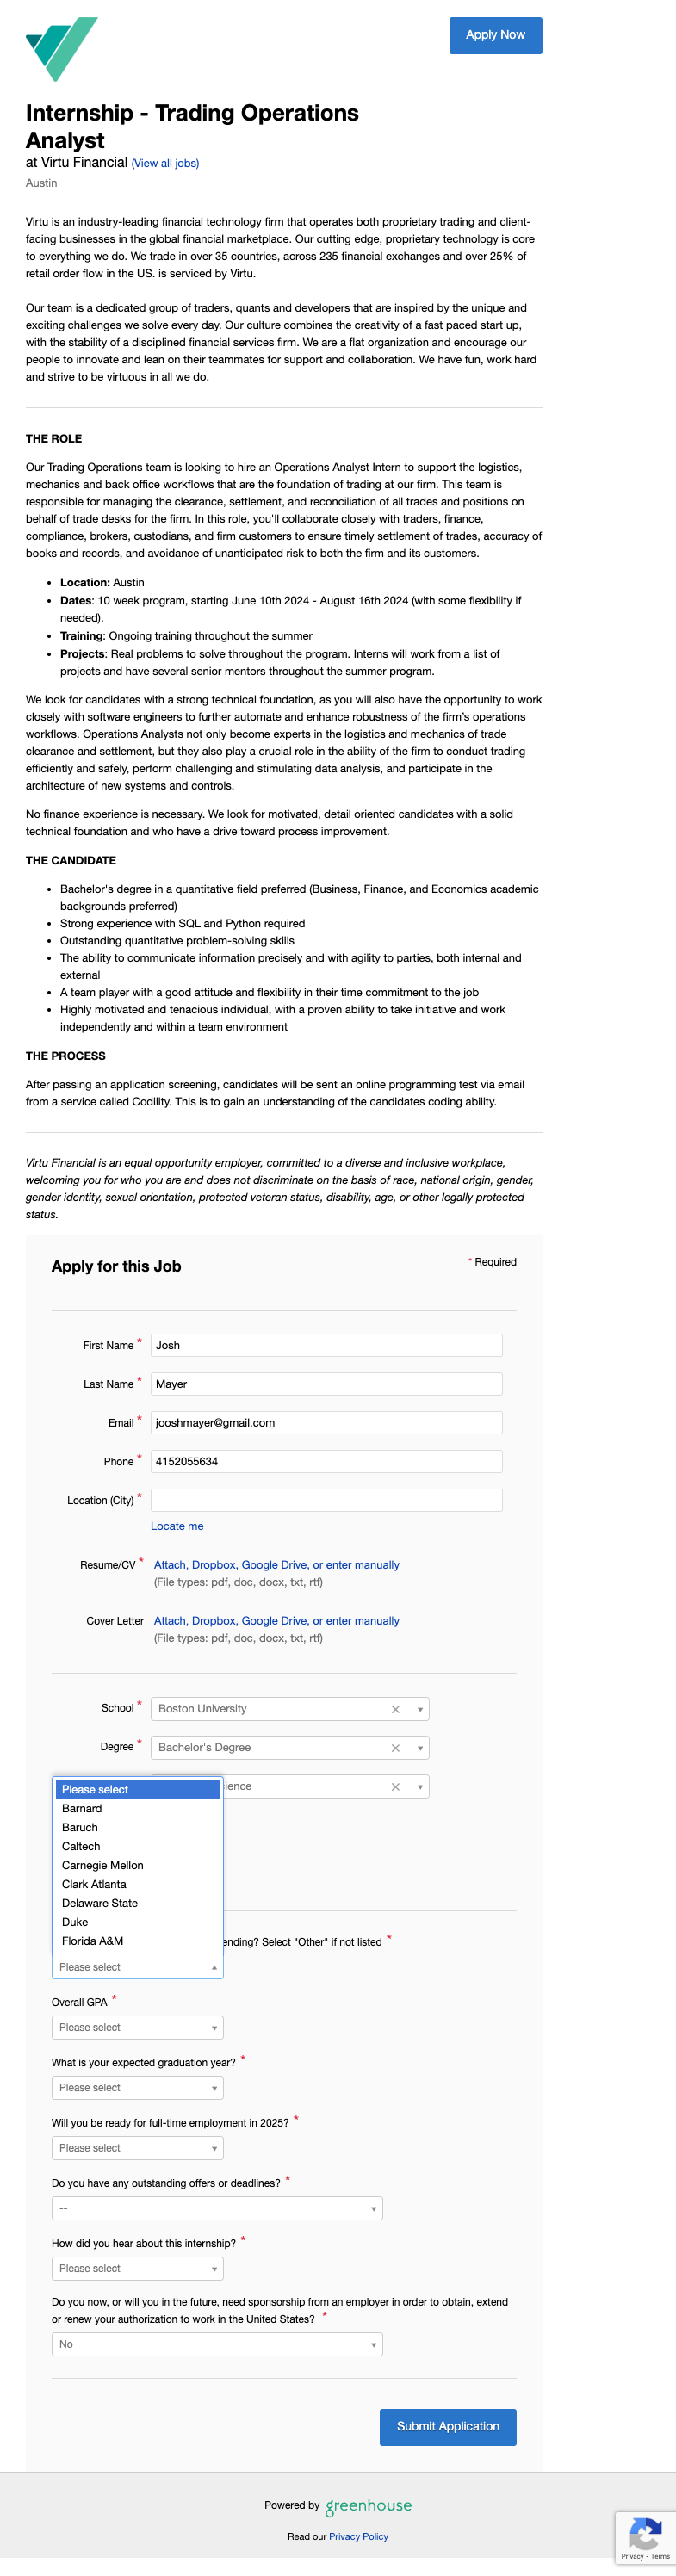 Apply Now
Internship - Trading Operations
Analyst
at Virtu Financial (View all jobs)
Austin
Virtu is an industry-leading financial technology firm that operates both proprietary trading and client-
facing businesses in the global financial marketplace. Our cutting edge, proprietary technology is core
to everything we do. We trade in over 35 countries, across 235 financial exchanges and over 25% of
retail order flow in the US. is serviced by Virtu.
Our team is a dedicated group of traders, quants and developers that are inspired by the unique and
exciting challenges we solve every day. Our culture combines the creativity of a fast paced start up,
with the stability of a disciplined financial services firm. We are a flat organization and encourage our
people to innovate and lean on their teammates for support and collaboration. We have fun, work hard
and strive to be virtuous in all we do.
THE ROLE
Our Trading Operations team is looking to hire an Operations Analyst Intern to support the logistics,
mechanics and back office workflows that are the foundation of trading at our firm. This team is
responsible for managing the clearance, settlement, and reconciliation of all trades and positions on
behalf of trade desks for the firm. In this role, you'll collaborate closely with traders, finance,
compliance, brokers, custodians, and firm customers to ensure timely settlement of trades, accuracy of
books and records, and avoidance of unanticipated risk to both the firm and its customers.
• Location: Austin
• Dates: 10 week program, starting June 10th 2024 - August 16th 2024 (with some flexibility if
needed).
• Training: Ongoing training throughout the summer
• Projects: Real problems to solve throughout the program. Interns will work from a list of
projects and have several senior mentors throughout the summer program.
We look for candidates with a strong technical foundation, as you will also have the opportunity to work
closely with software engineers to further automate and enhance robustness of the firm's operations
workflows. Operations Analysts not only become experts in the logistics and mechanics of trade
clearance and settlement, but they also play a crucial role in the ability of the firm to conduct trading
efficiently and safely, perform challenging and stimulating data analysis, and participate in the
architecture of new systems and controls.
No finance experience is necessary. We look for motivated, detail oriented candidates with a solid
technical foundation and who have a drive toward process improvement.
THE CANDIDATE
• Bachelor's degree in a quantitative field preferred (Business, Finance, and Economics academic
backgrounds preferred)
• Strong experience with SQL and Python required
• Outstanding quantitative problem-solving skills
• The ability to communicate information precisely and with agility to parties, both internal and
external
• A team player with a good attitude and flexibility in their time commitment to the job
• Highly motivated and tenacious individual, with a proven ability to take initiative and work
independently and within a team environment
THE PROCESS
After passing an application screening, candidates will be sent an online programming test via email
from a service called Codility. This is to gain an understanding of the candidates coding ability.
Virtu Financial is an equal opportunity employer, committed to a diverse and inclusive workplace,
welcoming you for who you are and does not discriminate on the basis of race, national origin, gender,
gender identity, sexual orientation, protected veteran status, disability, age, or other legally protected
status.
Apply for this Job
* Required
First Name * Josh
Last Name * Mayer
Email * jooshmayer@gmail.com
Phone * 4152055634
Location (City) *
Locate me
Resume/CV * Attach, Dropbox, Google Drive, or enter manually
(File types: pdf, doc, docx, txt, rtf)
Cover Letter Attach, Dropbox, Google Drive, or enter manually
(File types: pdf, doc, docx, txt, rtf)
School * Boston University
Degree * Bachelor's Degree
ience
Please select
Barnard
Baruch
Caltech
Carnegie Mellon
Clark Atlanta
Delaware State
Duke
Florida A&M
ending? Select "Other" if not listed *
Please select
Overall GPA *
Please select
What is your expected graduation year? *
Please select
Will you be ready for full-time employment in 2025? *
Please select
Do you have any outstanding offers or deadlines? *
--
How did you hear about this internship? *
Please select
Do you now, or will you in the future, need sponsorship from an employer in order to obtain, extend
or renew your authorization to work in the United States? *
No
Submit Application
Powered by greenhouse
Read our Privacy Policy
Privacy - Terms